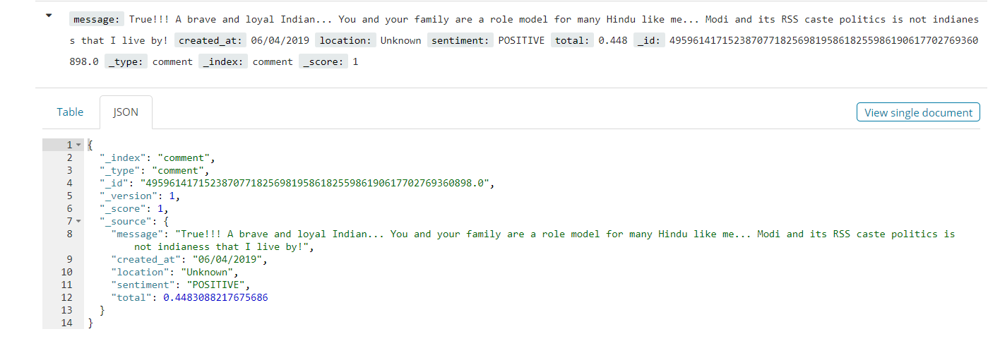 message: True!!! A brave and loyal Indian... You and your family are a role model for many Hindu like me... Modi and its RSS caste politics is not indianes
s that I live by! created_at: 06/04/2019 location: Unknown sentiment: POSITIVE total: 0.448 _id: 49596141715238707718256981958618255986190617702769360
898.0 _type: comment _index: comment _score: 1
Table JSON View single document
1 {
2 "_index": "comment",
3 "_type": "comment",
4 "_id": "49596141715238707718256981958618255986190617702769360898.0",
5 "_version": 1,
6 "_score": 1,
7 "_source": {
8 "message": "True!!! A brave and loyal Indian... You and your family are a role model for many Hindu like me... Modi and its RSS caste politics is
not indianess that I live by!",
9 "created_at": "06/04/2019",
10 "location": "Unknown",
11 "sentiment": "POSITIVE",
12 "total": 0.4483088217675686
13 }
14 }